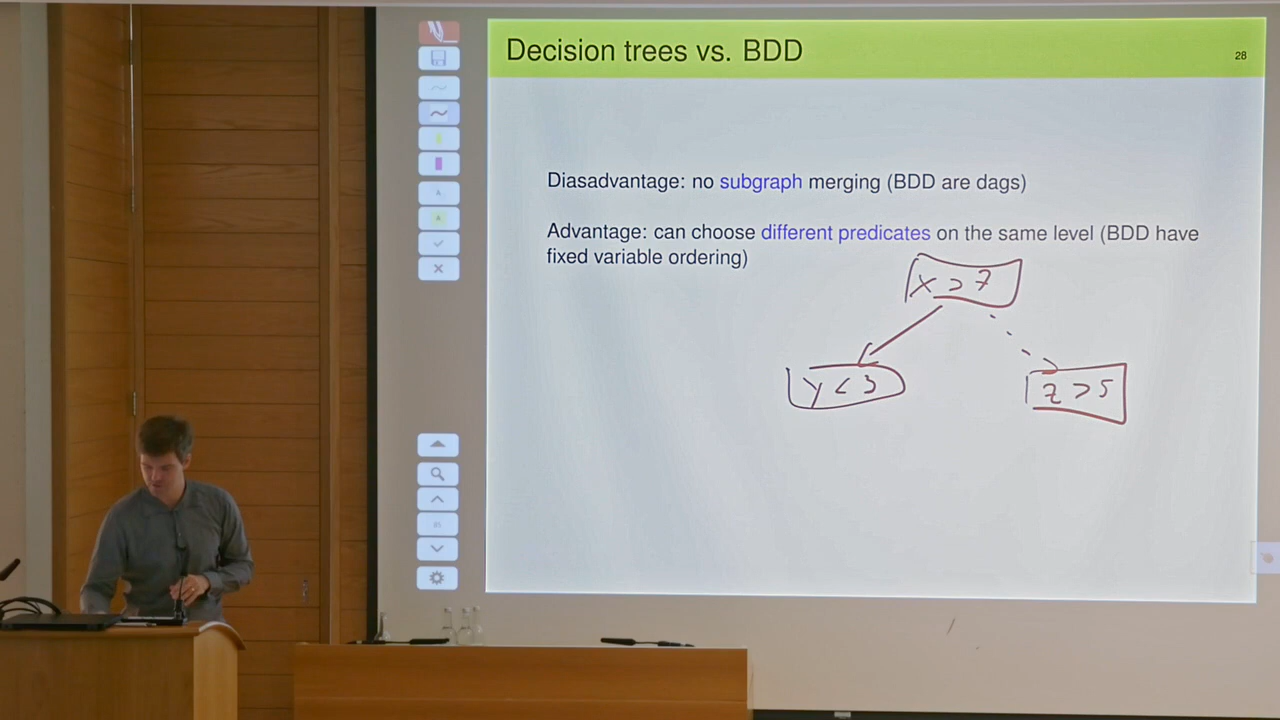 Decision trees vs. BDD
28
Diasadvantage: no subgraph merging (BDD are dags)
Advantage: can choose different predicates on the same level (BDD have
fixed variable ordering)
x > 7
y < 3
z > 5